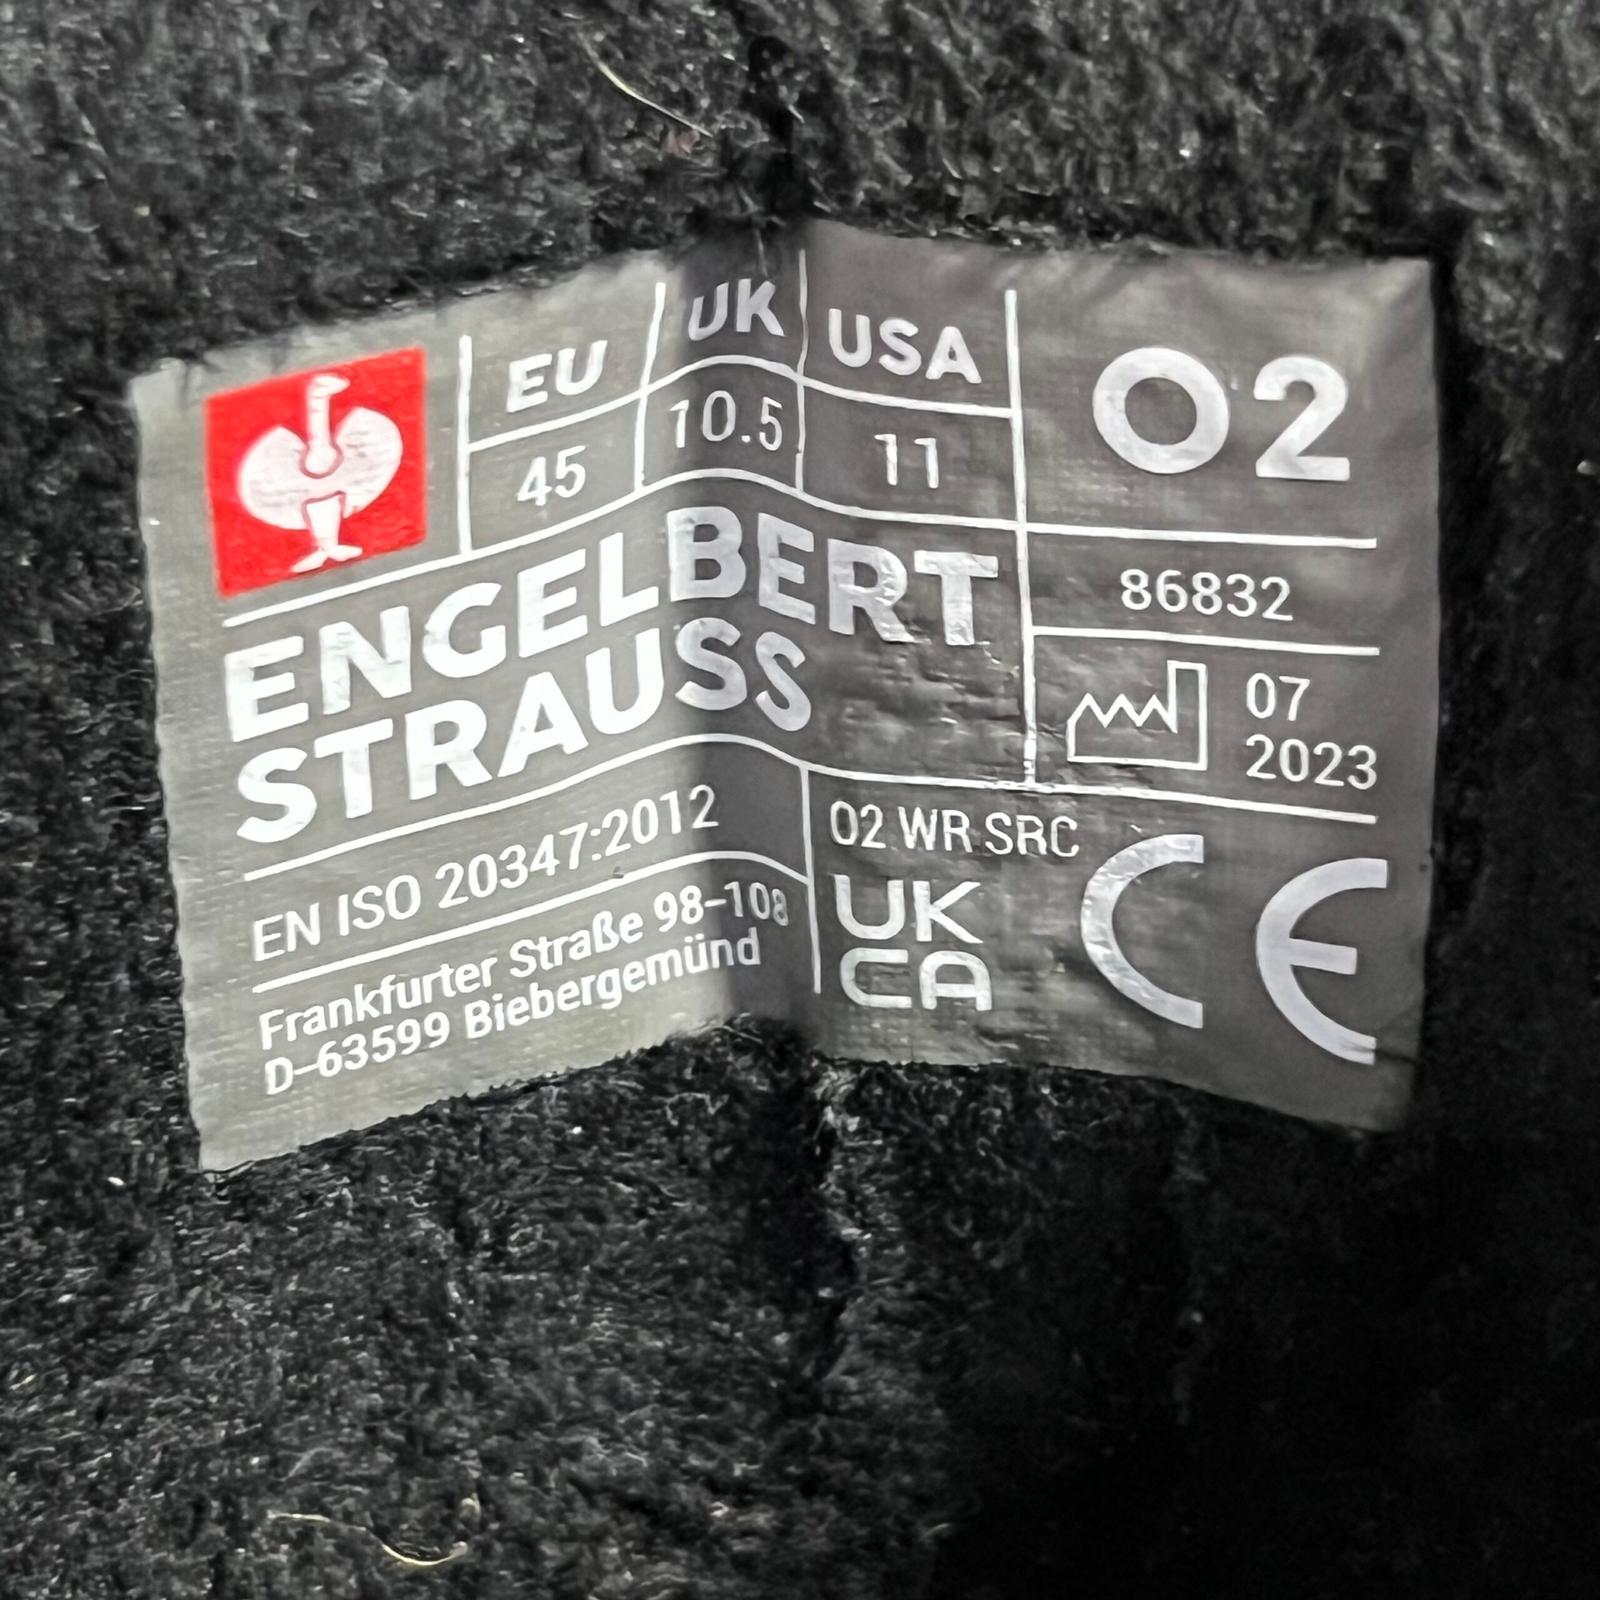 EU UK USA
45 10.5 11
O2
86832
07
2023
ENGELBERT
STRAUSS
EN ISO 20347:2012
Frankfurter Straße 98–108
D–63599 Biebergemünd
O2 WR SRC
UK
CA
CE